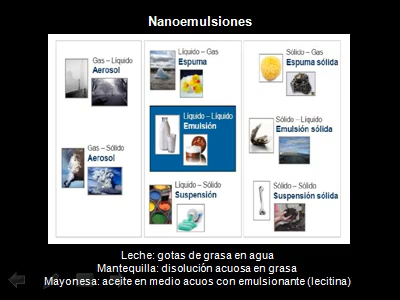 Nanoemulsiones
Gas – Líquido
Aerosol
Gas – Sólido
Aerosol
Líquido – Gas
Espuma
Líquido – Líquido
Emulsión
Líquido – Sólido
Suspensión
Sólido – Gas
Espuma sólida
Sólido – Líquido
Emulsión sólida
Sólido – Sólido
Suspensión sólida
Leche: gotas de grasa en agua
Mantequilla: disolución acuosa en grasa
Mayonesa: aceite en medio acuos con emulsionante (lecitina)